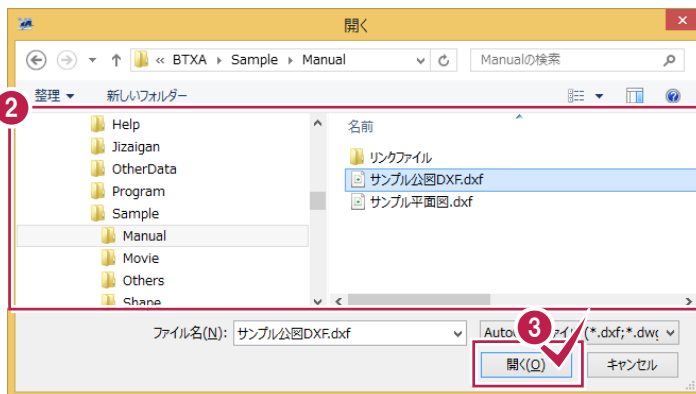 開く
« BTXA Sample Manual
Manualの検索
整理 新しいフォルダー
2
Help
Jizaigan
OtherData
Program
Sample
Manual
Movie
Others
Shape
名前
リンクファイル
サンプル公図DXF.dxf
サンプル平面図.dxf
ファイル名(N): サンプル公図DXF.dxf
(*.dxf;*.dwg
3
開く(O) キャンセル